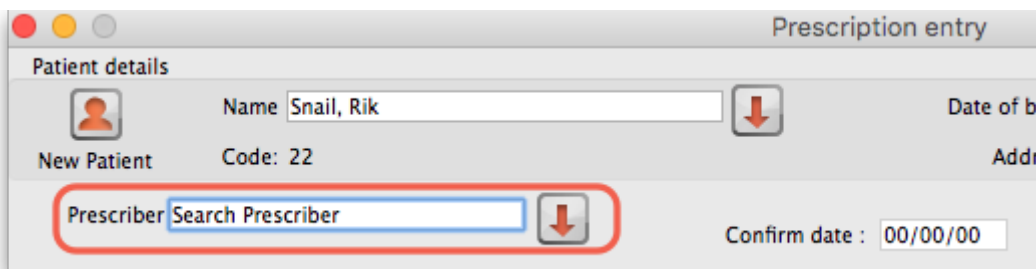 Prescription entry
Patient details
Name Snail, Rik
Date of b
New Patient
Code: 22
Addr
Prescriber Search Prescriber
Confirm date : 00/00/00